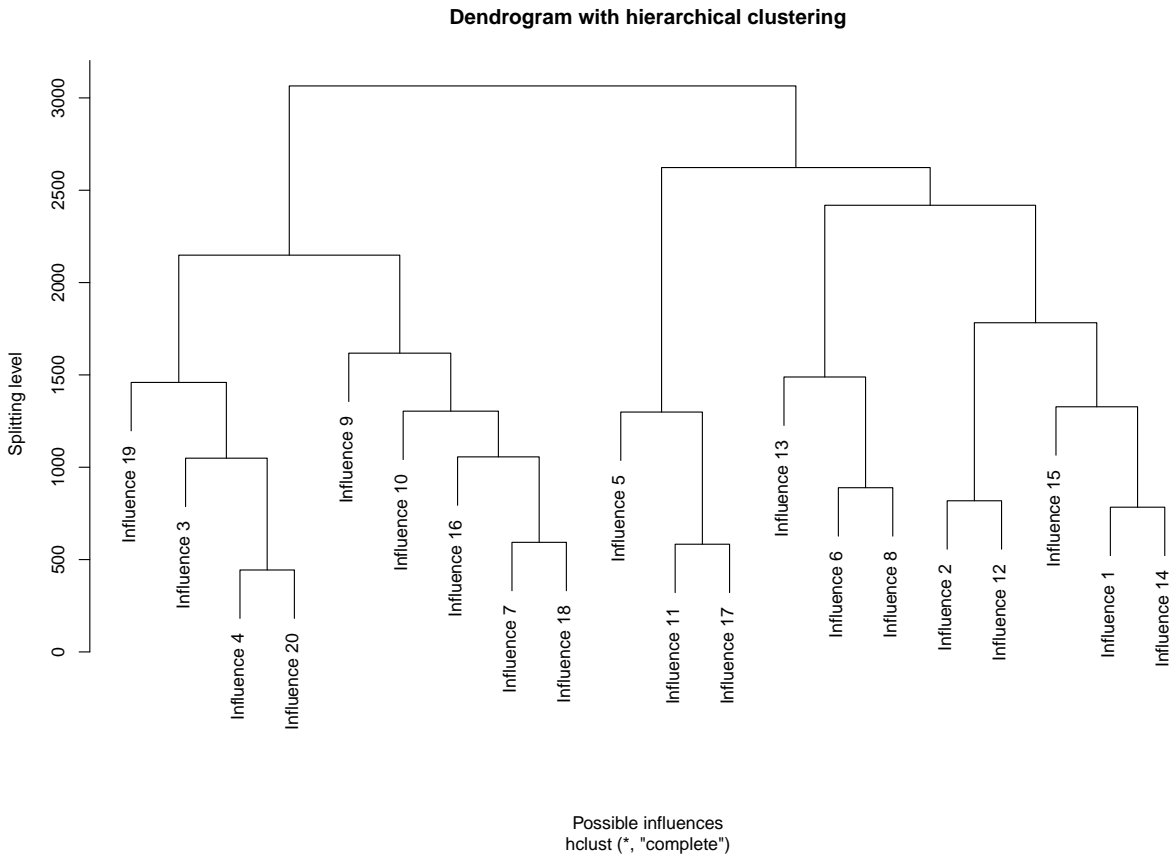 Dendrogram with hierarchical clustering
Splitting level
3000
2500
2000
1500
1000
500
0
Influence 19
Influence 3
Influence 4
Influence 20
Influence 9
Influence 10
Influence 16
Influence 7
Influence 18
Influence 5
Influence 11
Influence 17
Influence 13
Influence 6
Influence 8
Influence 2
Influence 12
Influence 15
Influence 1
Influence 14
Possible influences
hclust (*, "complete")